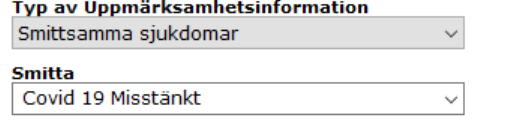 Typ av Uppmärksamhetsinformation
Smittsamma sjukdomar
Smitta
Covid 19 Misstänkt